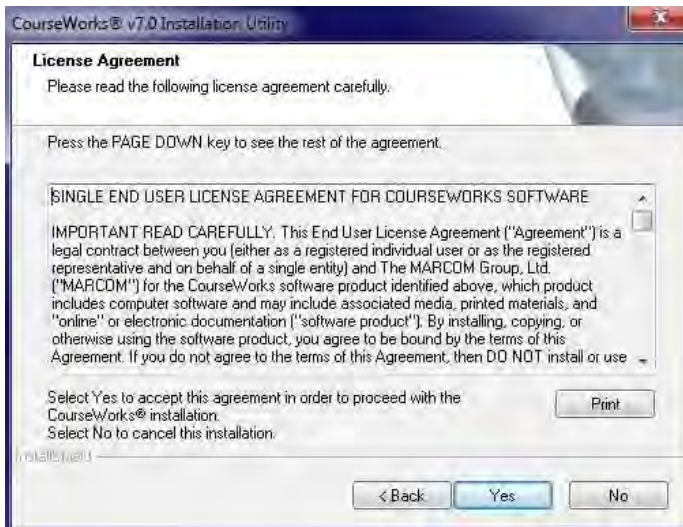 CourseWorks® v7.0 Installation Utility
License Agreement
Please read the following license agreement carefully.
Press the PAGE DOWN key to see the rest of the agreement.
SINGLE END USER LICENSE AGREEMENT FOR COURSEWORKS SOFTWARE
IMPORTANT READ CAREFULLY. This End User License Agreement ("Agreement") is a
legal contract between you (either as a registered individual user or as the registered
representative and on behalf of a single entity) and The MARCOM Group, Ltd.
("MARCOM") for the CourseWorks software product identified above, which product
includes computer software and may include associated media, printed materials, and
"online" or electronic documentation ("software product"). By installing, copying, or
otherwise using the software product, you agree to be bound by the terms of this
Agreement. If you do not agree to the terms of this Agreement, then DO NOT install or use
Select Yes to accept this agreement in order to proceed with the
CourseWorks® installation.
Select No to cancel this installation.
Print
InstallShield
< Back
Yes
No